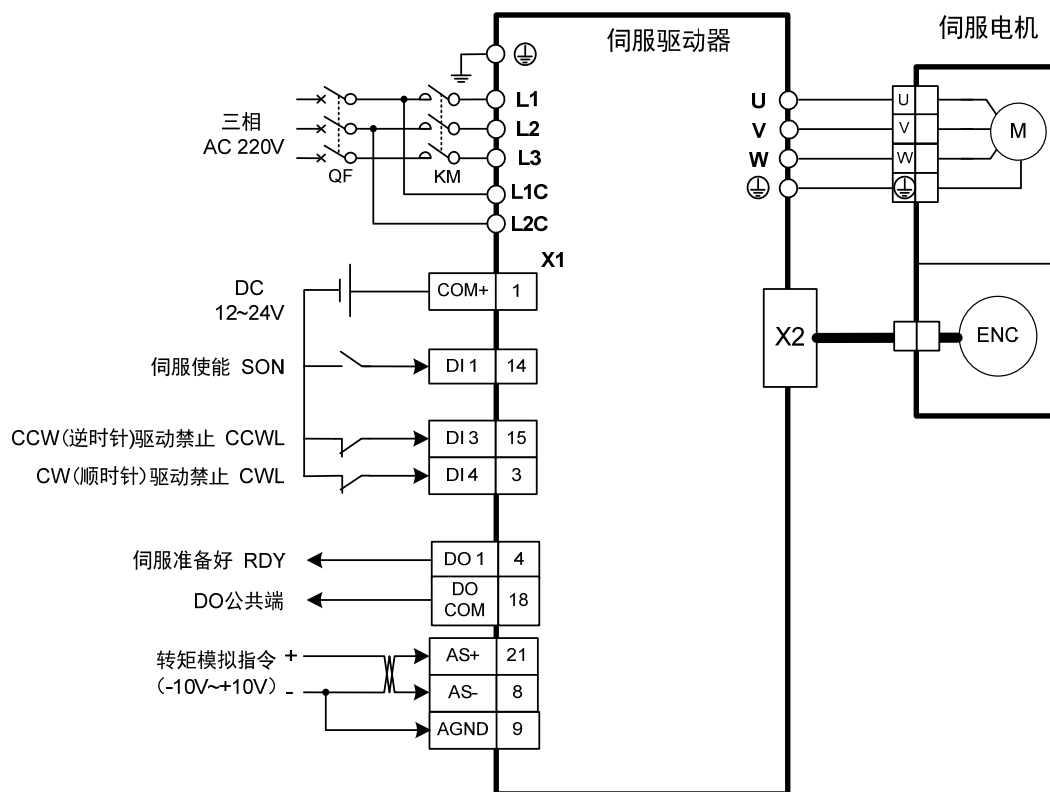 伺服驱动器
伺服电机
L1
L2
L3
L1C
L2C
三相
AC 220V
QF
KM
U
V
W
U
V
W
M
X1
DC
12~24V
COM+ 1
伺服使能 SON
DI 1 14
CCW(逆时针)驱动禁止 CCWL
DI 3 15
CW(顺时针)驱动禁止 CWL
DI 4 3
X2
ENC
伺服准备好 RDY
DO 1 4
DO公共端
DO
COM
18
转矩模拟指令 +
(-10V~+10V) -
AS+ 21
AS- 8
AGND 9